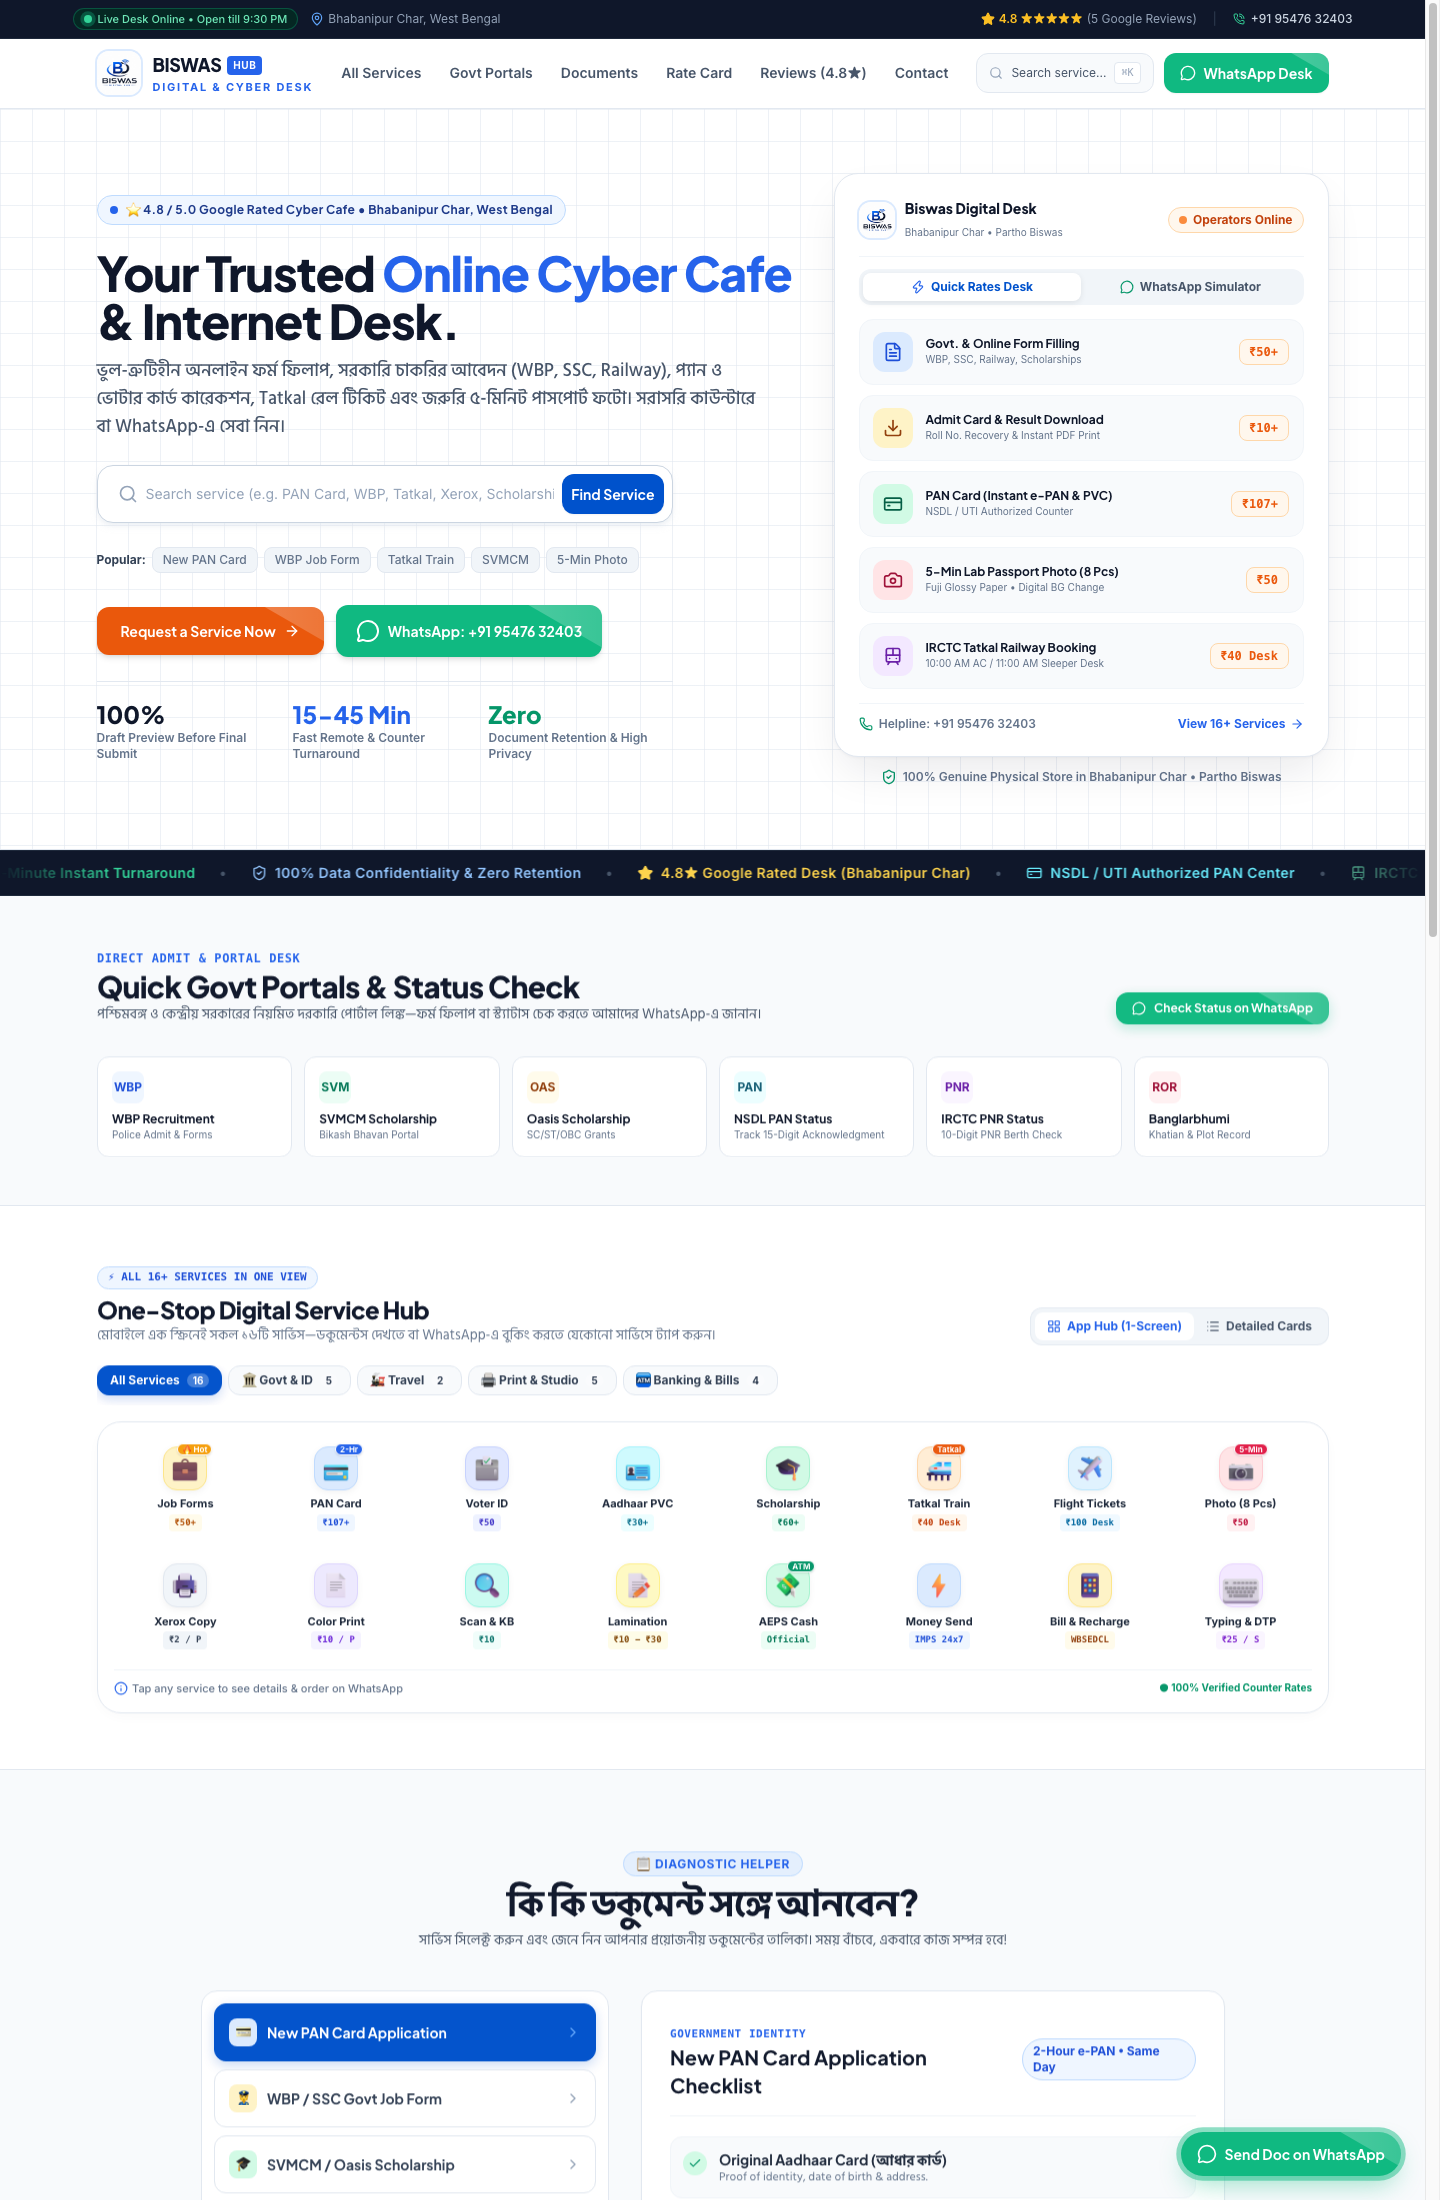 Live Desk Online • Open till 9:30 PM
Bhabanipur Char, West Bengal
4.8 ★★★★★ (5 Google Reviews)
+91 95476 32403
BISWAS HUB
DIGITAL & CYBER DESK
All Services
Govt Portals
Documents
Rate Card
Reviews (4.8★)
Contact
Search service... ⌘K
WhatsApp Desk
⭐ 4.8 / 5.0 Google Rated Cyber Cafe • Bhabanipur Char, West Bengal
Your Trusted Online Cyber Cafe
& Internet Desk.
ভুল-ত্রুটিহীন অনলাইন ফর্ম ফিলাপ, সরকারি চাকরির আবেদন (WBP, SSC, Railway), প্যান ও
ভোটার কার্ড কারেকশন, Tatkal রেল টিকিট এবং জরুরি ৫-মিনিট পাসপোর্ট ফটো। সরাসরি কাউন্টারে
বা WhatsApp-এ সেবা নিন।
Search service (e.g. PAN Card, WBP, Tatkal, Xerox, Scholarshi
Find Service
Popular:
New PAN Card
WBP Job Form
Tatkal Train
SVMCM
5-Min Photo
Request a Service Now →
WhatsApp: +91 95476 32403
100%
Draft Preview Before Final
Submit
15-45 Min
Fast Remote & Counter
Turnaround
Zero
Document Retention & High
Privacy
BISWAS
Biswas Digital Desk
Bhabanipur Char • Partho Biswas
Operators Online
Quick Rates Desk
WhatsApp Simulator
Govt. & Online Form Filling
WBP, SSC, Railway, Scholarships
₹50+
Admit Card & Result Download
Roll No. Recovery & Instant PDF Print
₹10+
PAN Card (Instant e-PAN & PVC)
NSDL / UTI Authorized Counter
₹107+
5-Min Lab Passport Photo (8 Pcs)
Fuji Glossy Paper • Digital BG Change
₹50
IRCTC Tatkal Railway Booking
10:00 AM AC / 11:00 AM Sleeper Desk
₹40 Desk
Helpline: +91 95476 32403
View 16+ Services →
100% Genuine Physical Store in Bhabanipur Char • Partho Biswas
Minute Instant Turnaround • 100% Data Confidentiality & Zero Retention • 4.8★ Google Rated Desk (Bhabanipur Char) • NSDL / UTI Authorized PAN Center • IRCTC
DIRECT ADMIT & PORTAL DESK
Quick Govt Portals & Status Check
পশ্চিমবঙ্গ ও কেন্দ্রীয় সরকারের নিয়মিত দরকারি পোর্টাল লিঙ্ক—ফর্ম ফিলাপ বা স্ট্যাটাস চেক করতে আমাদের WhatsApp-এ জানান।
Check Status on WhatsApp
WBP
WBP Recruitment
Police Admit & Forms
SVM
SVMCM Scholarship
Bikash Bhavan Portal
OAS
Oasis Scholarship
SC/ST/OBC Grants
PAN
NSDL PAN Status
Track 15-Digit Acknowledgment
PNR
IRCTC PNR Status
10-Digit PNR Berth Check
ROR
Banglarbhumi
Khatian & Plot Record
⚡ ALL 16+ SERVICES IN ONE VIEW
One-Stop Digital Service Hub
মোবাইলে এক স্ক্রিনেই সকল ১৬টি সার্ভিস—ডকুমেন্টস দেখতে বা WhatsApp-এ বুকিং করতে যেকোনো সার্ভিসে ট্যাপ করুন।
App Hub (1-Screen)
Detailed Cards
All Services 16
Govt & ID 5
Travel 2
Print & Studio 5
Banking & Bills 4
🔥 Hot
Job Forms
₹50+
2-Hr
PAN Card
₹107+
Voter ID
₹50
Aadhaar PVC
₹30+
Scholarship
₹60+
Tatkal
Tatkal Train
₹40 Desk
Flight Tickets
₹100 Desk
5-Min
Photo (8 Pcs)
₹50
Xerox Copy
₹2 / P
Color Print
₹10 / P
Scan & KB
₹10
Lamination
₹10 – ₹30
ATM
AEPS Cash
Official
Money Send
IMPS 24x7
Bill & Recharge
WBSEDCL
Typing & DTP
₹25 / S
Tap any service to see details & order on WhatsApp
● 100% Verified Counter Rates
DIAGNOSTIC HELPER
কি কি ডকুমেন্ট সঙ্গে আনবেন?
সার্ভিস সিলেক্ট করুন এবং জেনে নিন আপনার প্রয়োজনীয় ডকুমেন্টের তালিকা। সময় বাঁচবে, একবারে কাজ সম্পন্ন হবে!
New PAN Card Application
WBP / SSC Govt Job Form
SVMCM / Oasis Scholarship
GOVERNMENT IDENTITY
New PAN Card Application
Checklist
2-Hour e-PAN • Same
Day
Original Aadhaar Card (আধার কার্ড)
Proof of identity, date of birth & address.
Send Doc on WhatsApp